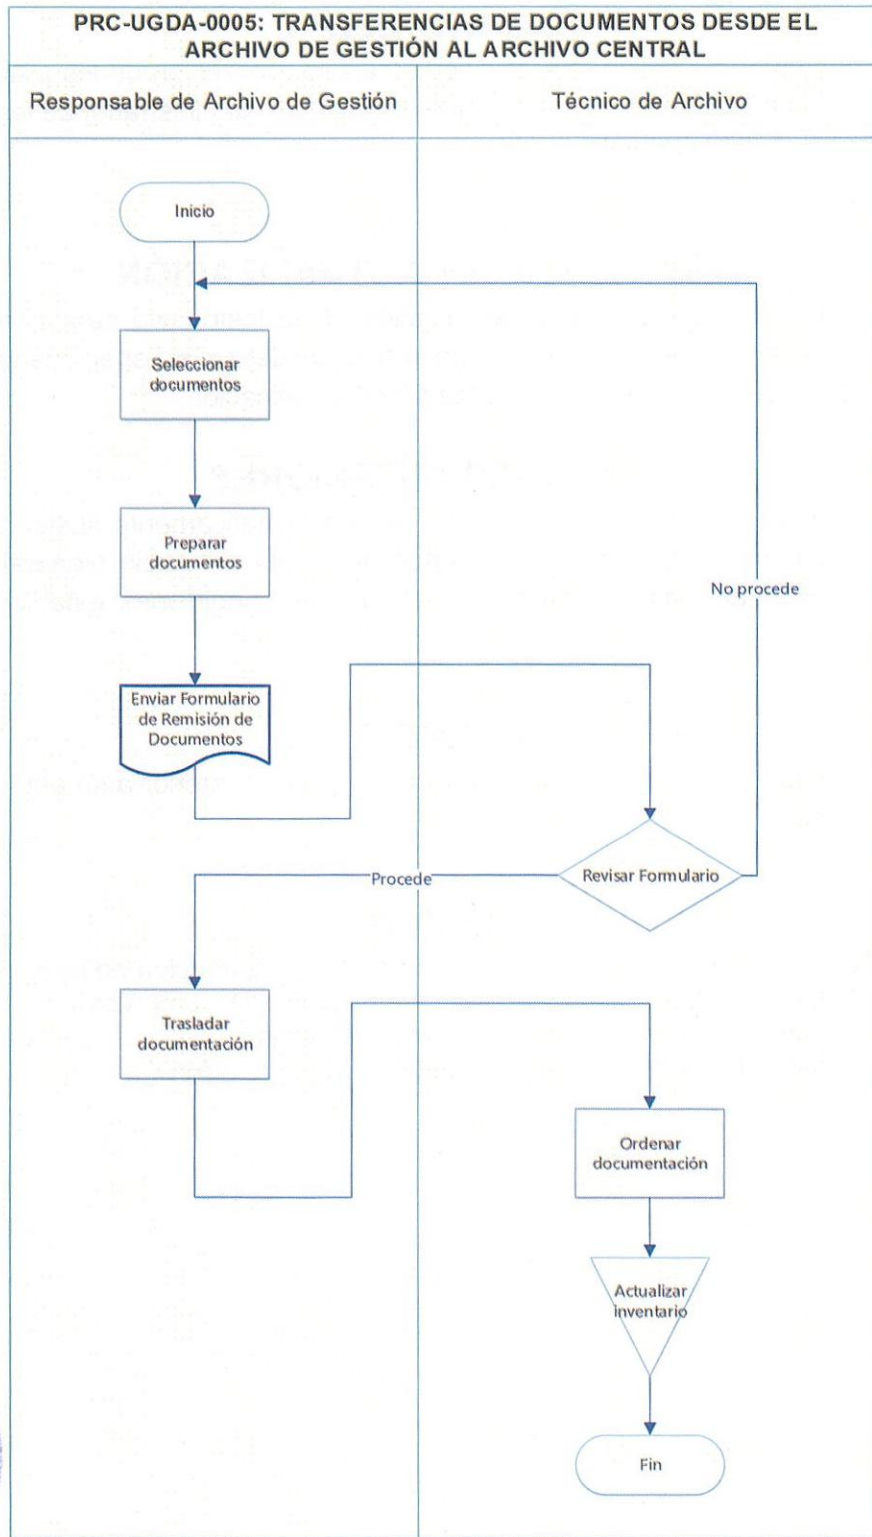 PRC-UGDA-0005: TRANSFERENCIAS DE DOCUMENTOS DESDE EL
ARCHIVO DE GESTIÓN AL ARCHIVO CENTRAL
Responsable de Archivo de Gestión
Técnico de Archivo
Inicio
Seleccionar
documentos
Preparar
documentos
No procede
Enviar Formulario
de Remisión de
Documentos
Revisar Formulario
Procede
Trasladar
documentación
Ordenar
documentación
Actualizar
inventario
Fin